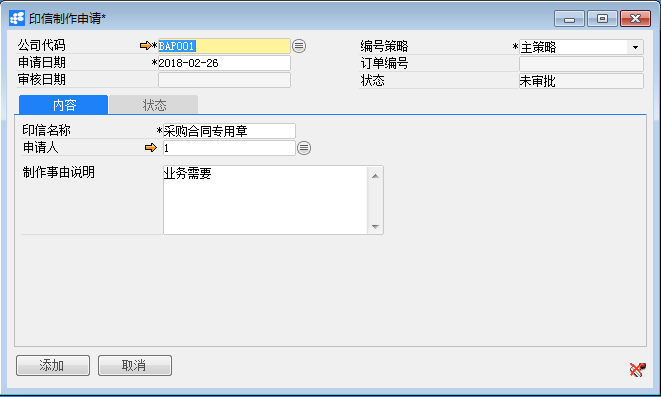 印信制作申请*
公司代码 *BAP001 编号策略 *主策略
申请日期 *2018-02-26 订单编号
审核日期 状态 未审批
内容 状态
印信名称 *采购合同专用章
申请人 1
制作事由说明 业务需要
添加 取消